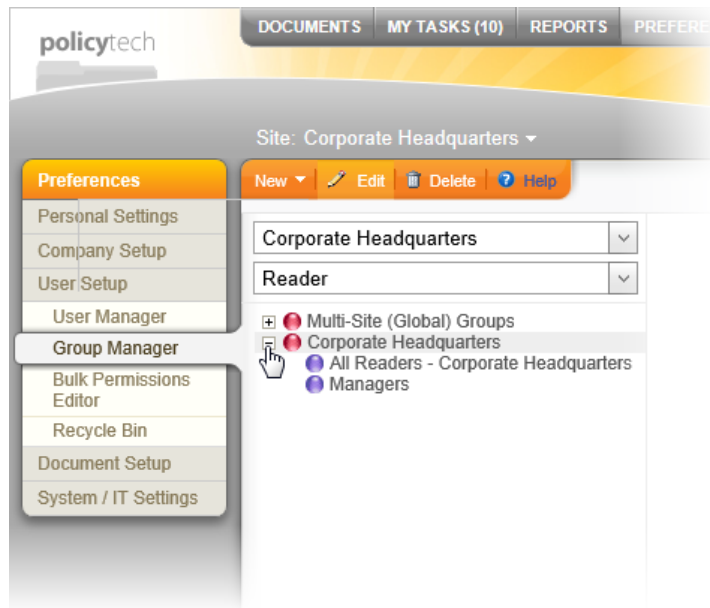 policytech
DOCUMENTS MY TASKS (10) REPORTS PREFERE
Site: Corporate Headquarters
Preferences
New Edit Delete Help
Personal Settings
Company Setup
User Setup
User Manager
Group Manager
Bulk Permissions
Editor
Recycle Bin
Document Setup
System / IT Settings
Corporate Headquarters
Reader
Multi-Site (Global) Groups
Corporate Headquarters
All Readers - Corporate Headquarters
Managers